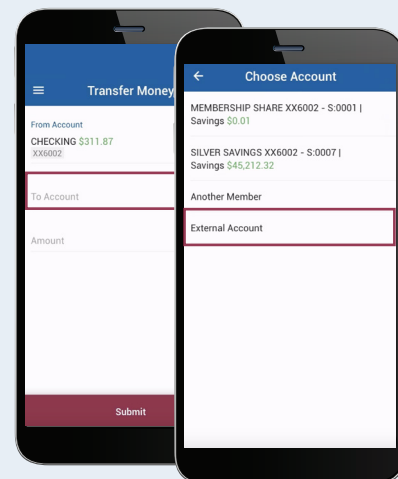 Transfer Money
From Account
CHECKING $311.87
XX6002
To Account
Amount
Submit
Choose Account
MEMBERSHIP SHARE XX6002 - S:0001 |
Savings $0.01
SILVER SAVINGS XX6002 - S:0007 |
Savings $45,212.32
Another Member
External Account